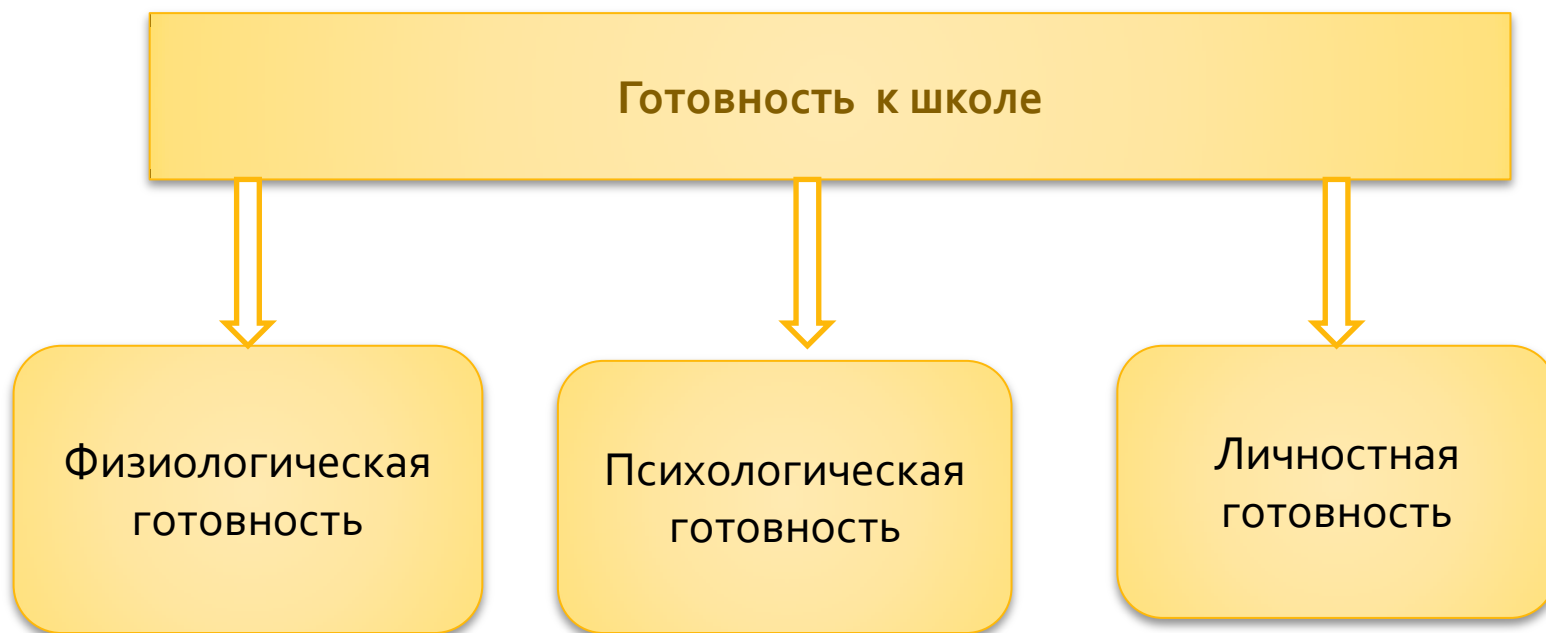 Готовность к школе
Физиологическая
готовность
Психологическая
готовность
Личностная
готовность